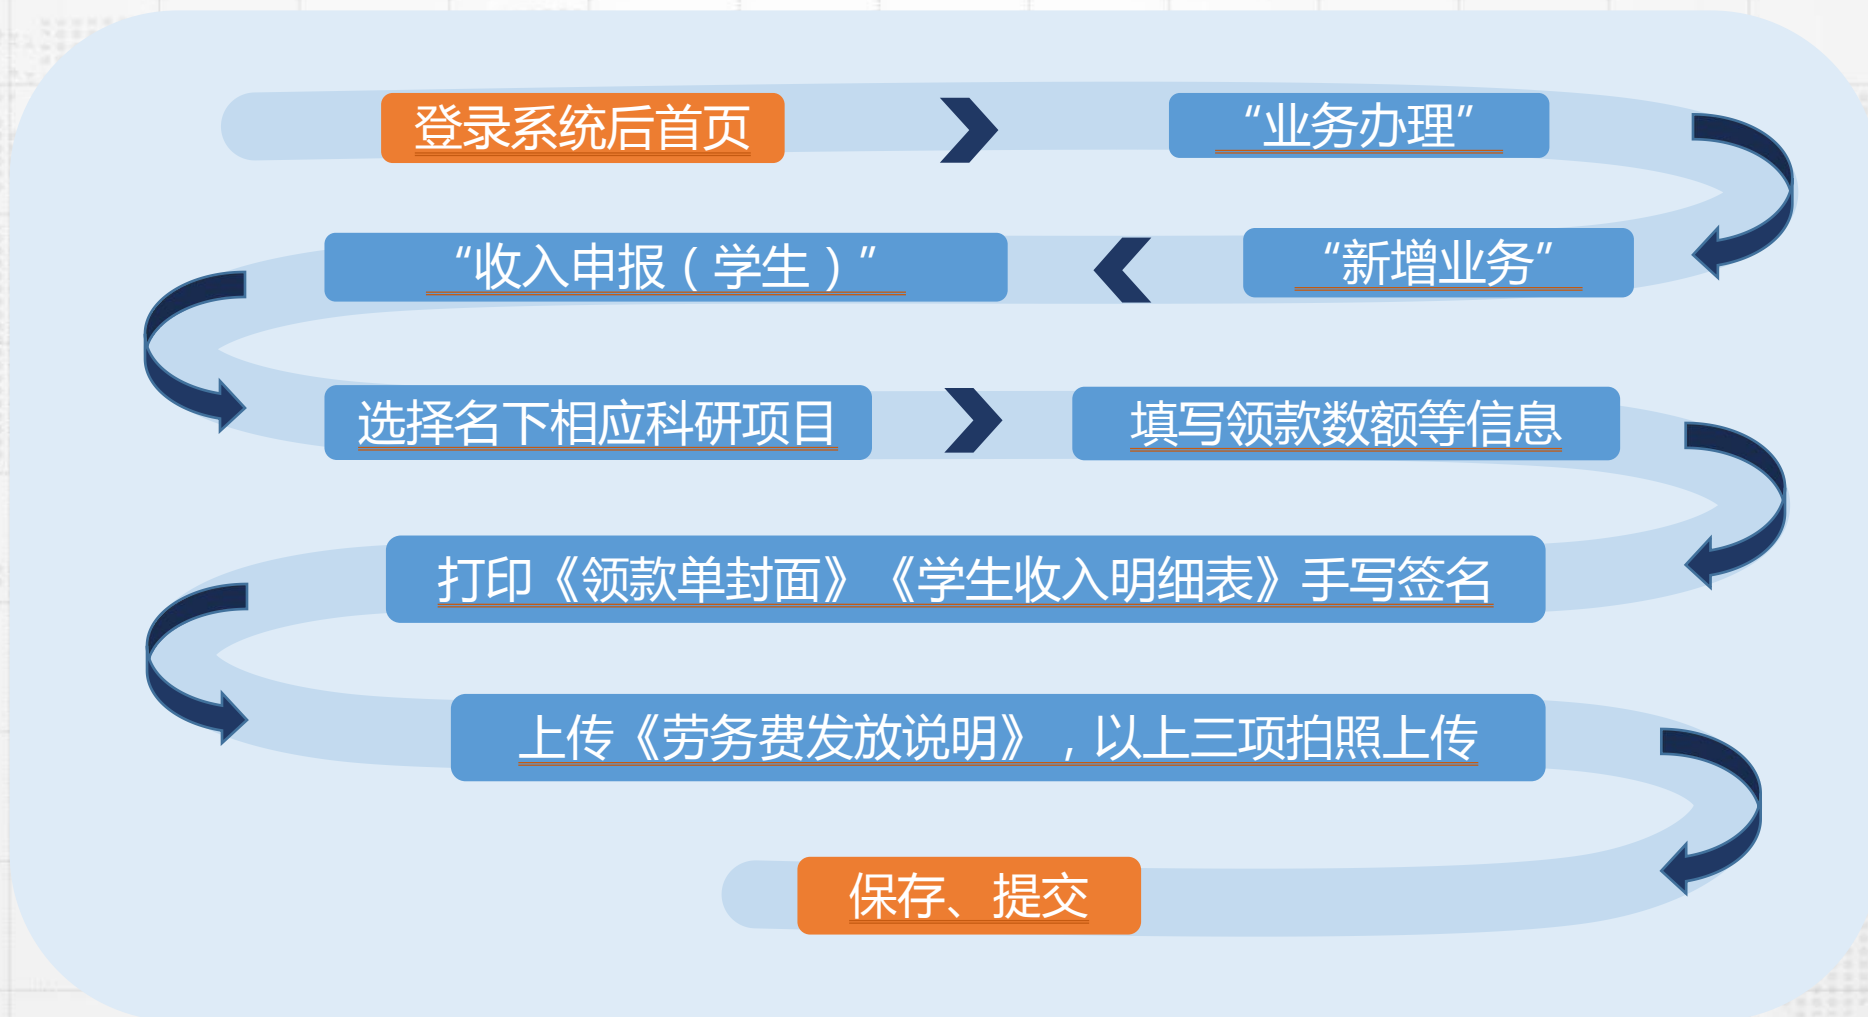 登录系统后首页
“业务办理”
“新增业务”
“收入申报（学生）”
选择名下相应科研项目
填写领款数额等信息
打印《领款单封面》《学生收入明细表》手写签名
上传《劳务费发放说明》，以上三项拍照上传
保存、提交